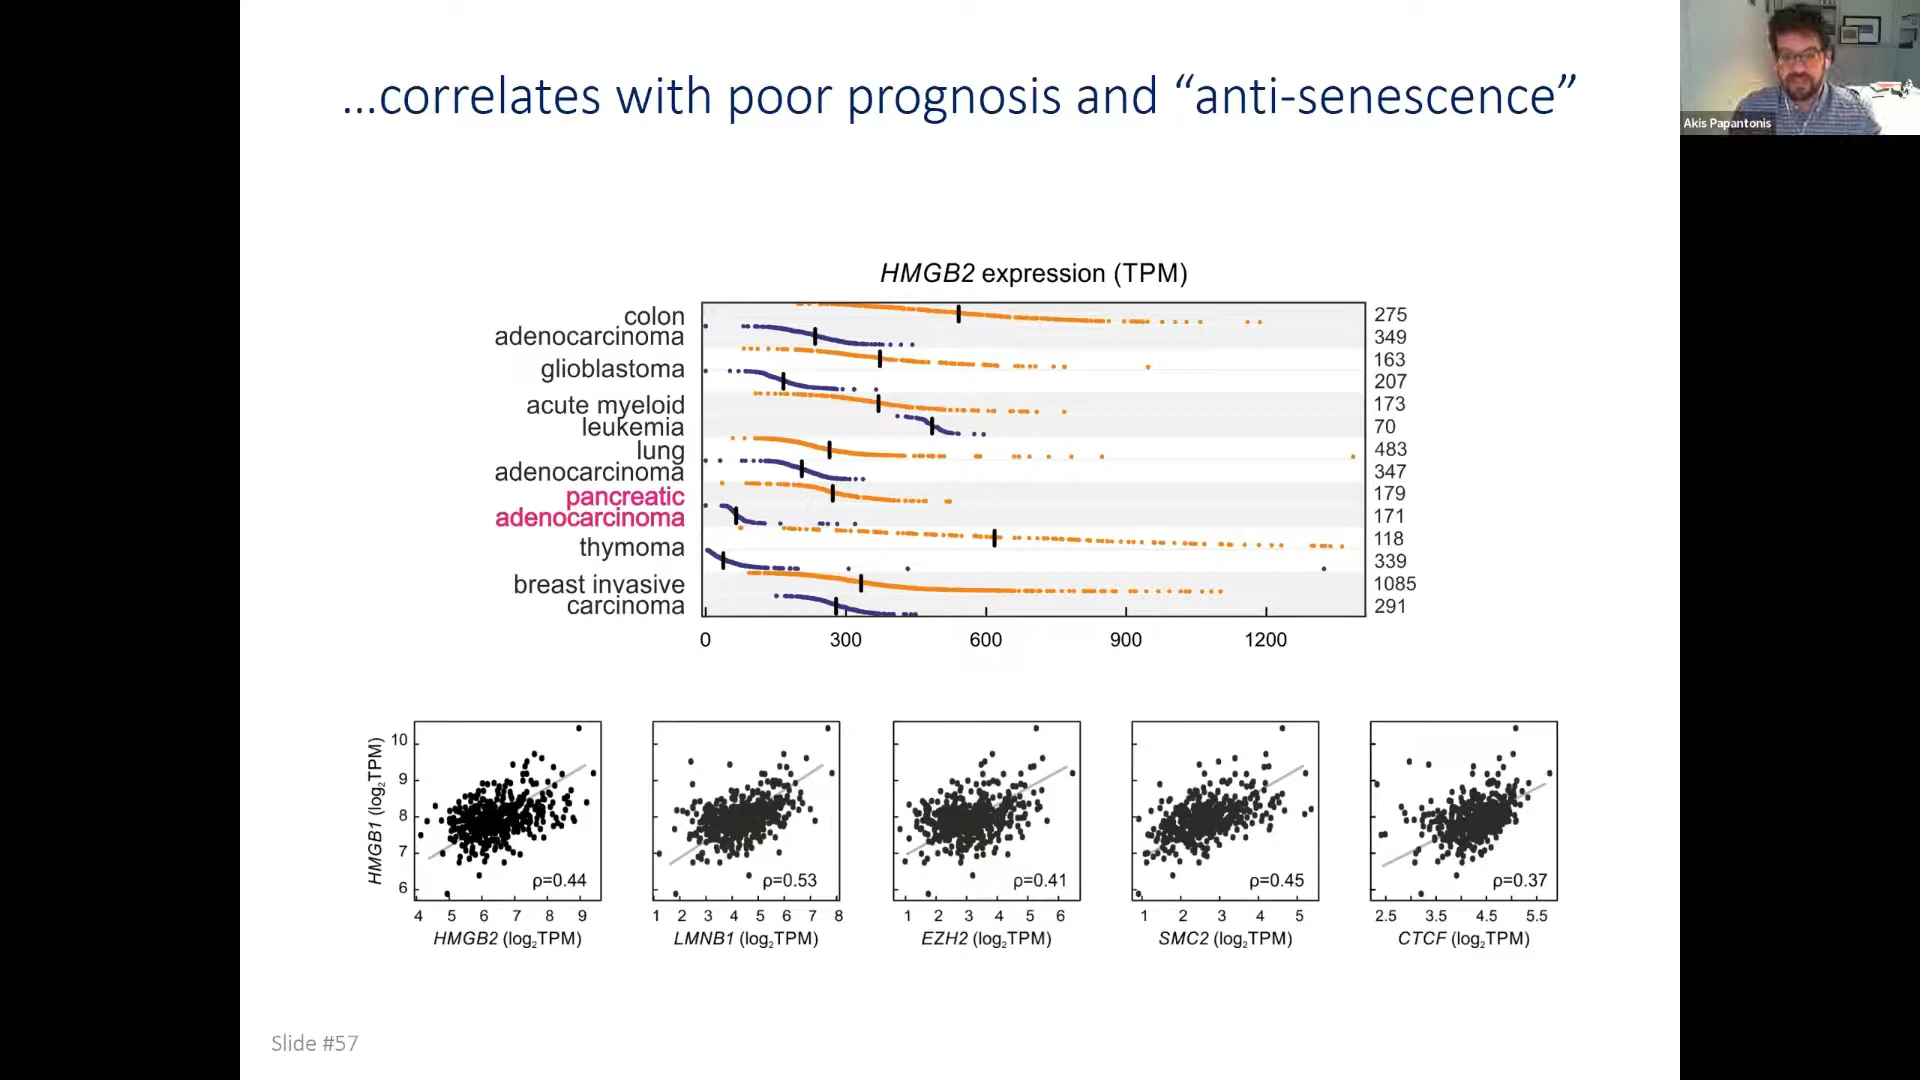 ...correlates with poor prognosis and “anti-senescence”
Akis Papantonis
HMGB2 expression (TPM)
colon
adenocarcinoma
glioblastoma
acute myeloid
leukemia
lung
adenocarcinoma
pancreatic
adenocarcinoma
thymoma
breast invasive
carcinoma
275
349
163
207
173
70
483
347
179
171
118
339
1085
291
0 300 600 900 1200
HMGB1 (log2TPM)
10
9
8
7
6
ρ=0.44
4 5 6 7 8 9
HMGB2 (log2TPM)
ρ=0.53
1 2 3 4 5 6 7 8
LMNB1 (log2TPM)
ρ=0.41
1 2 3 4 5 6
EZH2 (log2TPM)
ρ=0.45
1 2 3 4 5
SMC2 (log2TPM)
ρ=0.37
2.5 3.5 4.5 5.5
CTCF (log2TPM)
Slide #57